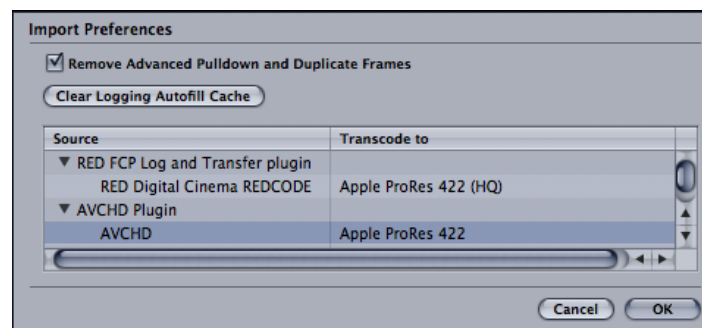 Import Preferences
Remove Advanced Pulldown and Duplicate Frames
Clear Logging Autofill Cache
Source Transcode to
RED FCP Log and Transfer plugin
RED Digital Cinema REDCODE Apple ProRes 422 (HQ)
AVCHD Plugin
AVCHD Apple ProRes 422
Cancel OK